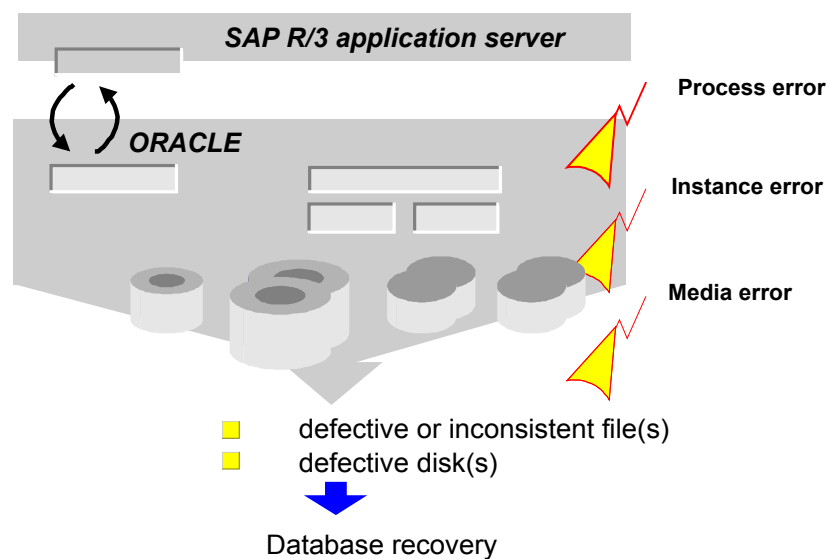 SAP R/3 application server
Process error
ORACLE
Instance error
Media error
defective or inconsistent file(s)
defective disk(s)
Database recovery